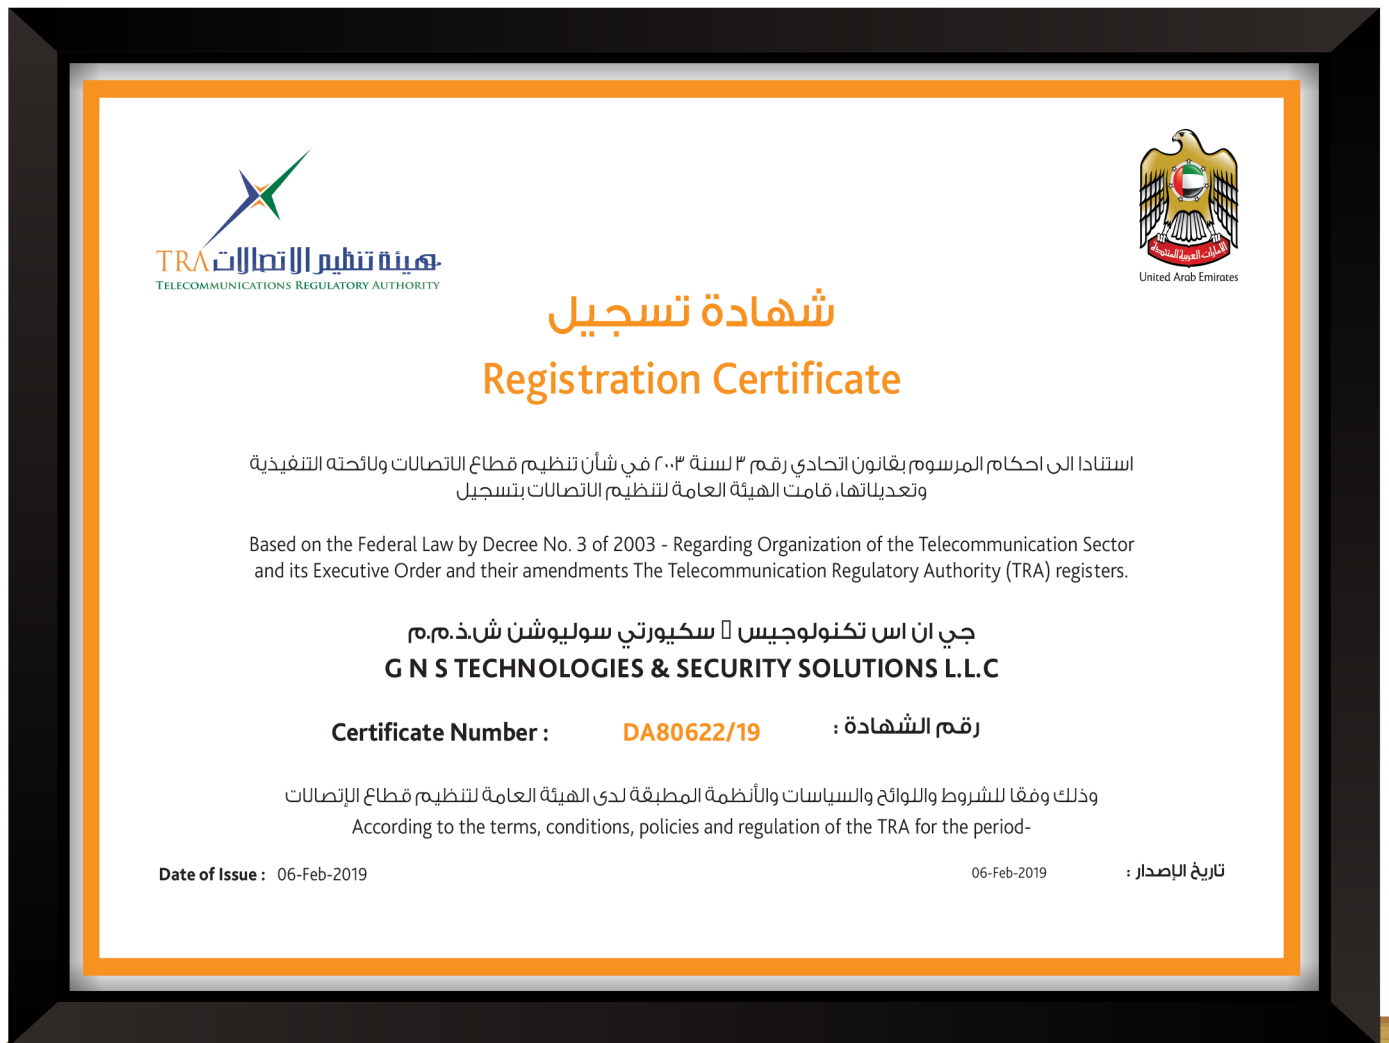 TRA هيئة تنظيم الاتصالات
TELECOMMUNICATIONS REGULATORY AUTHORITY
الإمارات العربية المتحدة
United Arab Emirates
شهادة تسجيل
Registration Certificate
استنادا الى احكام المرسوم بقانون اتحادي رقم ٣ لسنة ٢٠٠٣ في شأن تنظيم قطاع الاتصالات ولائحته التنفيذية
وتعديلاتها، قامت الهيئة العامة لتنظيم الاتصالات بتسجيل
Based on the Federal Law by Decree No. 3 of 2003 - Regarding Organization of the Telecommunication Sector
and its Executive Order and their amendments The Telecommunication Regulatory Authority (TRA) registers.
جي ان اس تكنولوجيس 􀀀 سكيورتي سوليوشن ش.ذ.م.م
G N S TECHNOLOGIES & SECURITY SOLUTIONS L.L.C
Certificate Number : DA80622/19 رقم الشهادة :
وذلك وفقا للشروط واللوائح والسياسات والأنظمة المطبقة لدى الهيئة العامة لتنظيم قطاع الإتصالات
According to the terms, conditions, policies and regulation of the TRA for the period-
Date of Issue : 06-Feb-2019 06-Feb-2019 تاريخ الإصدار :